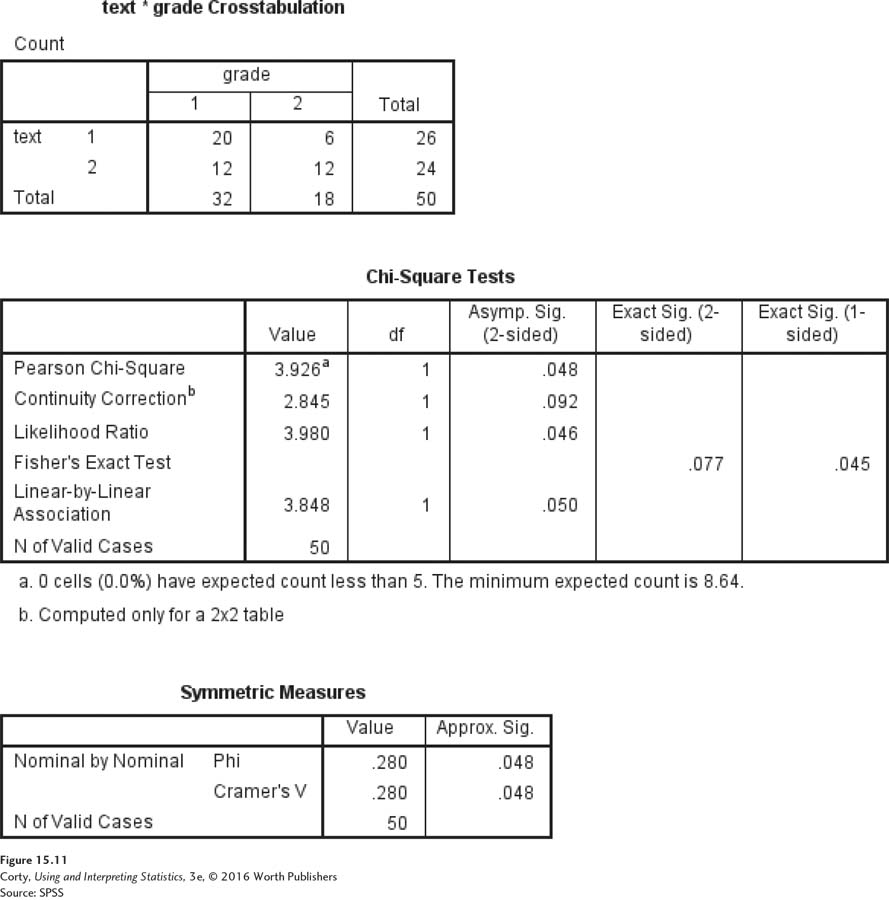 text * grade Crosstabulation
Count
grade
1 2 Total
text 1 20 6 26
2 12 12 24
Total 32 18 50
Chi-Square Tests
Value df Asymp. Sig. (2-sided) Exact Sig. (2-sided) Exact Sig. (1-sided)
Pearson Chi-Square 3.926a 1 .048
Continuity Correctionb 2.845 1 .092
Likelihood Ratio 3.980 1 .046
Fisher's Exact Test .077 .045
Linear-by-Linear Association 3.848 1 .050
N of Valid Cases 50
a. 0 cells (0.0%) have expected count less than 5. The minimum expected count is 8.64.
b. Computed only for a 2x2 table
Symmetric Measures
Value Approx. Sig.
Nominal by Nominal Phi .280 .048
Cramer's V .280 .048
N of Valid Cases 50
Figure 15.11
Corty, Using and Interpreting Statistics, 3e, © 2016 Worth Publishers
Source: SPSS